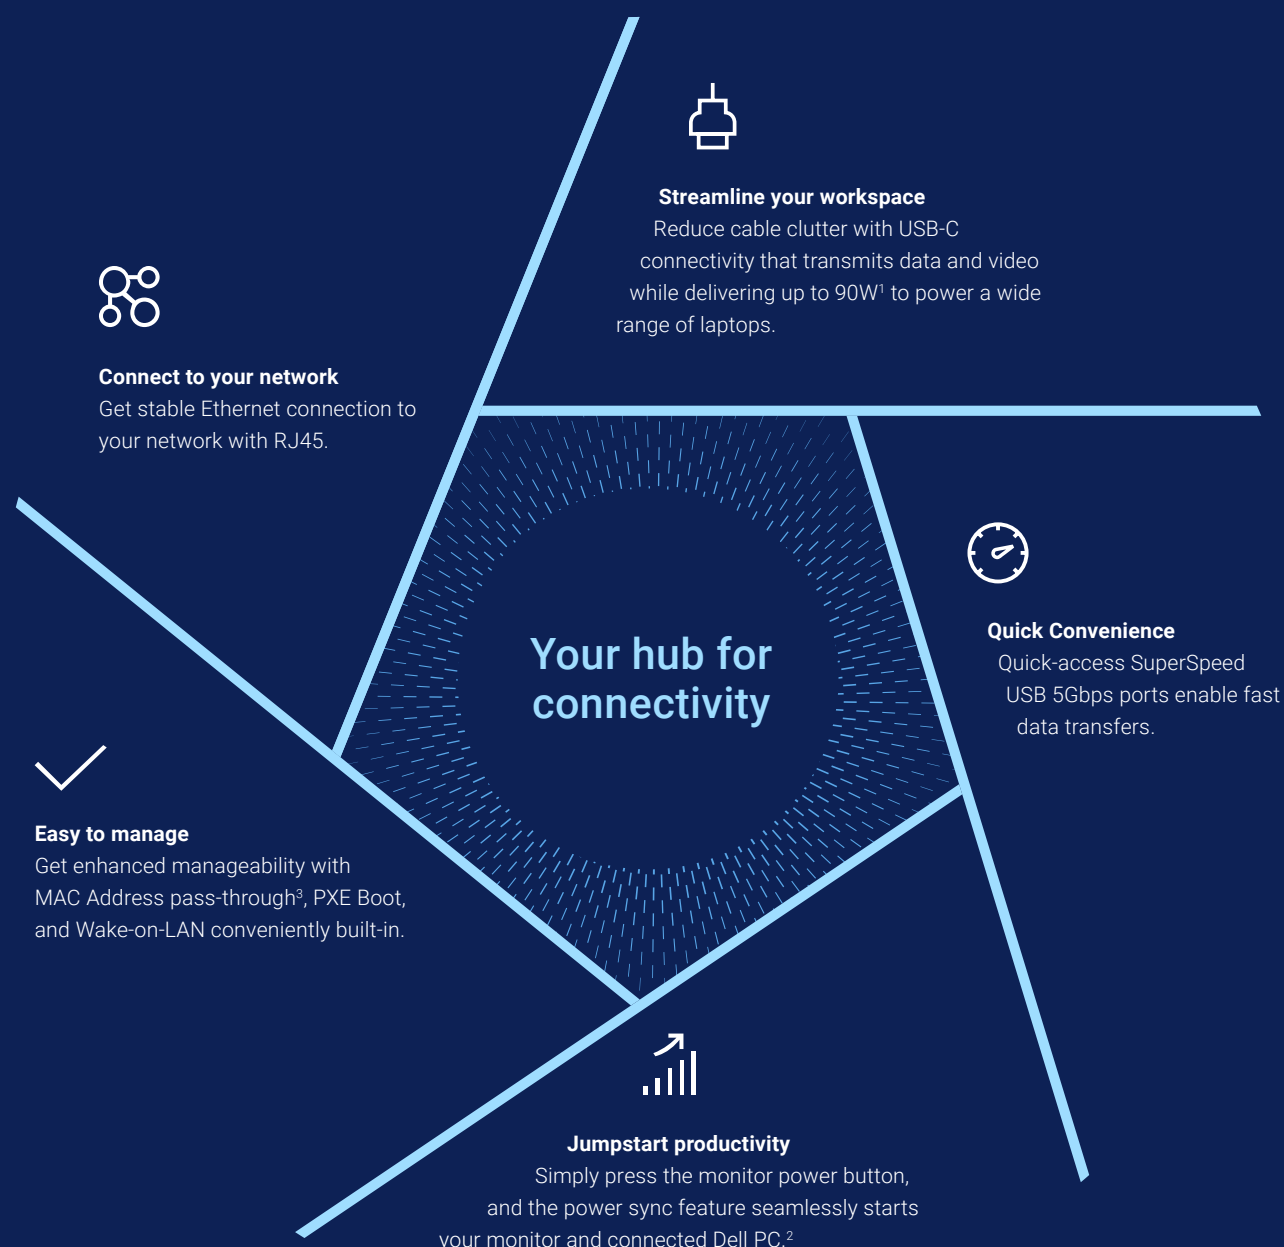 Streamline your workspace
Reduce cable clutter with USB-C
connectivity that transmits data and video
while delivering up to 90W¹ to power a wide
range of laptops.
Connect to your network
Get stable Ethernet connection to
your network with RJ45.
Quick Convenience
Quick-access SuperSpeed
USB 5Gbps ports enable fast
data transfers.
Your hub for
connectivity
Easy to manage
Get enhanced manageability with
MAC Address pass-through³, PXE Boot,
and Wake-on-LAN conveniently built-in.
Jumpstart productivity
Simply press the monitor power button,
and the power sync feature seamlessly starts
your monitor and connected Dell PC.²